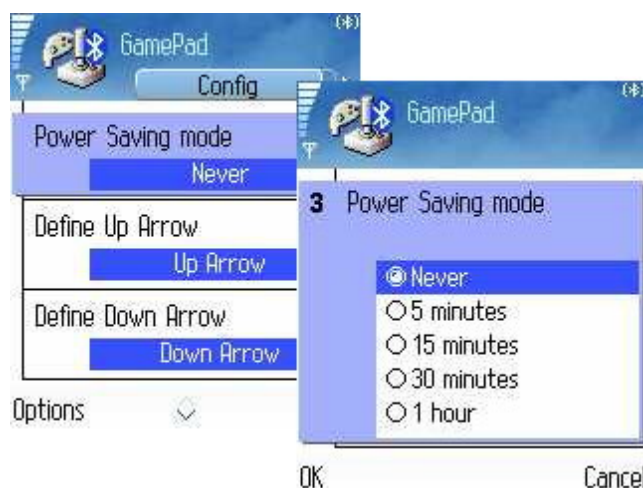 GamePad
Config
Power Saving mode
Never
Define Up Arrow
Up Arrow
Define Down Arrow
Down Arrow
Options
GamePad
3 Power Saving mode
Never
5 minutes
15 minutes
30 minutes
1 hour
OK
Cancel